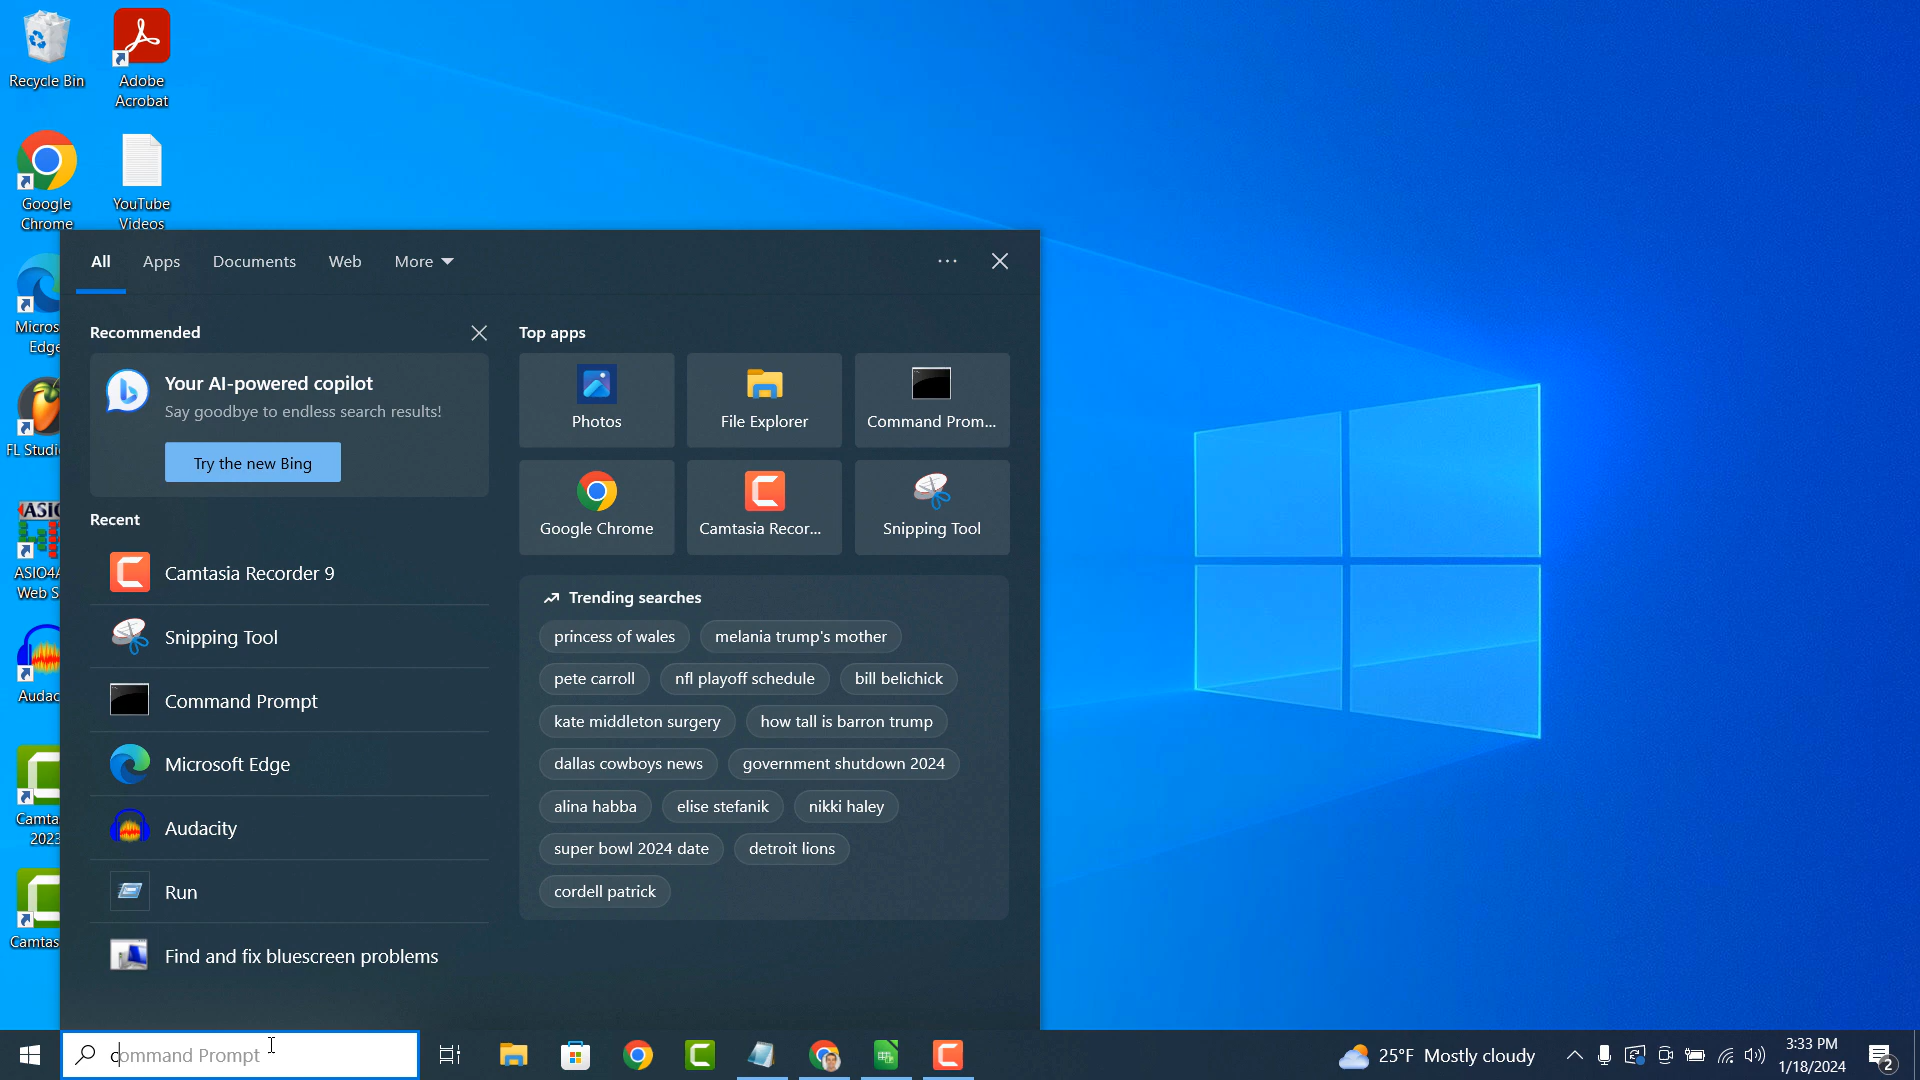 Recycle Bin
Adobe
Acrobat
Google
Chrome
YouTube
Videos
Micros
Edge
FL Studi
ASIO
ASIO4A
Web S
Audac
Camta
2023
Camtas
All
Apps
Documents
Web
More
Recommended
Your AI-powered copilot
Say goodbye to endless search results!
Try the new Bing
Recent
Camtasia Recorder 9
Snipping Tool
Command Prompt
Microsoft Edge
Audacity
Run
Find and fix bluescreen problems
Top apps
Photos
File Explorer
Command Prom...
Google Chrome
Camtasia Recor...
Snipping Tool
Trending searches
princess of wales
melania trump's mother
pete carroll
nfl playoff schedule
bill belichick
kate middleton surgery
how tall is barron trump
dallas cowboys news
government shutdown 2024
alina habba
elise stefanik
nikki haley
super bowl 2024 date
detroit lions
cordell patrick
command Prompt
25°F Mostly cloudy
3:33 PM
1/18/2024
2